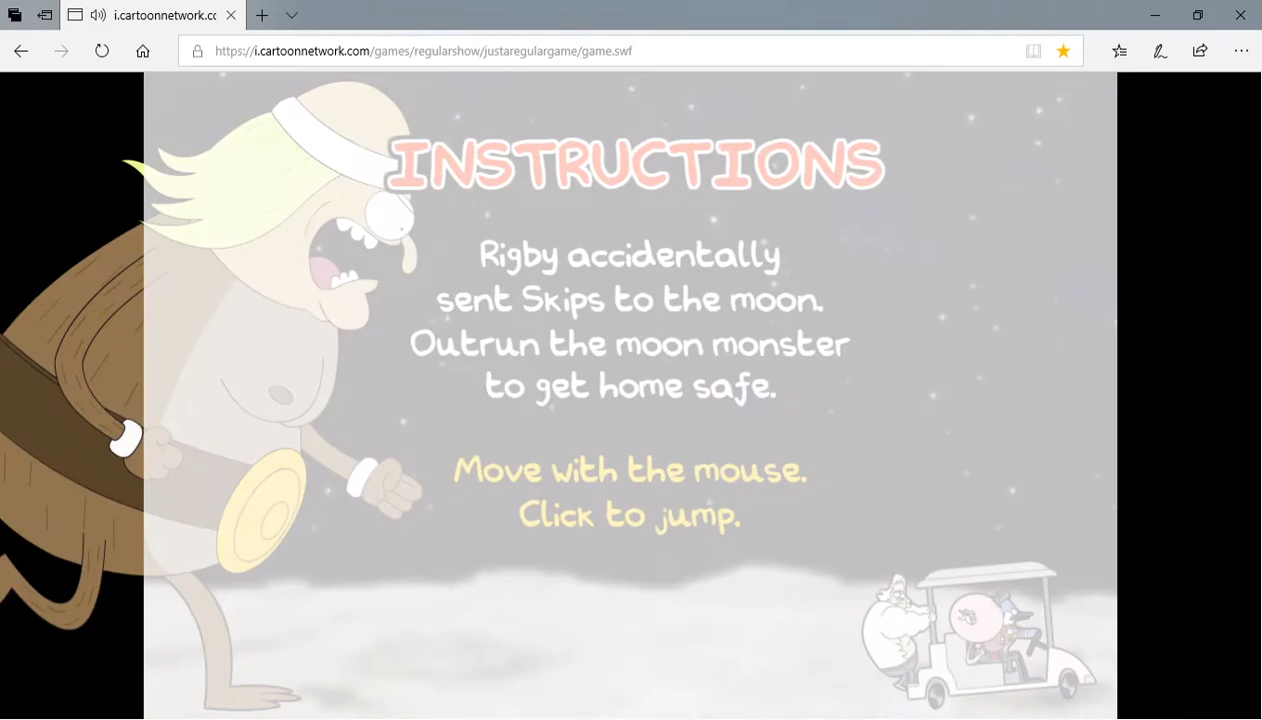 i.cartoonnetwork.cc
https://i.cartoonnetwork.com/games/regularshow/justaregulargame/game.swf
INSTRUCTIONS
Rigby accidentally
sent Skips to the moon.
Outrun the moon monster
to get home safe.
Move with the mouse.
Click to jump.